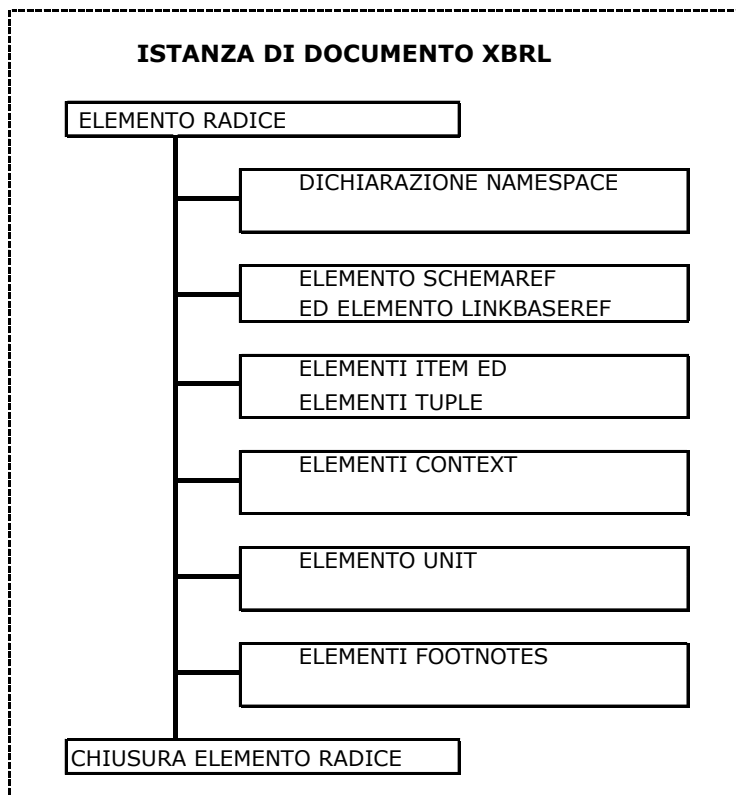 ISTANZA DI DOCUMENTO XBRL
ELEMENTO RADICE
DICHIARAZIONE NAMESPACE
ELEMENTO SCHEMAREF
ED ELEMENTO LINKBASEREF
ELEMENTI ITEM ED
ELEMENTI TUPLE
ELEMENTI CONTEXT
ELEMENTO UNIT
ELEMENTI FOOTNOTES
CHIUSURA ELEMENTO RADICE